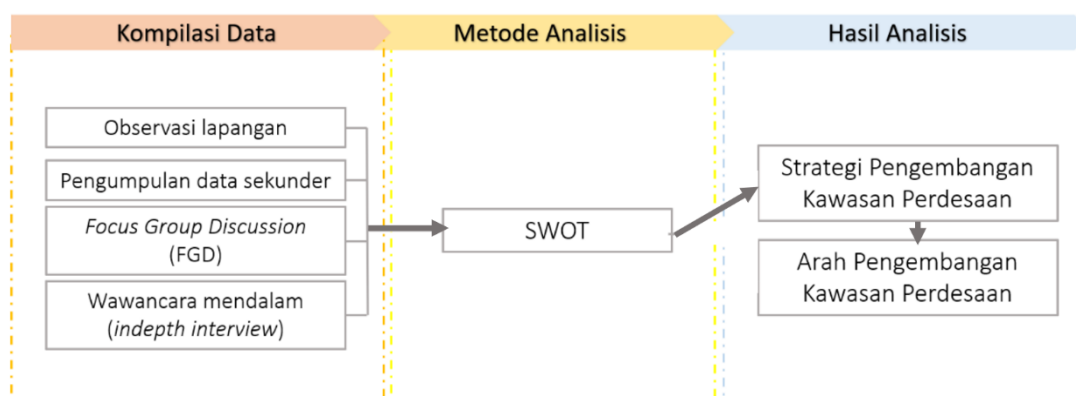 Kompilasi Data
Metode Analisis
Hasil Analisis
Observasi lapangan
Pengumpulan data sekunder
Focus Group Discussion
(FGD)
Wawancara mendalam
(indepth interview)
SWOT
Strategi Pengembangan
Kawasan Perdesaan
Arah Pengembangan
Kawasan Perdesaan